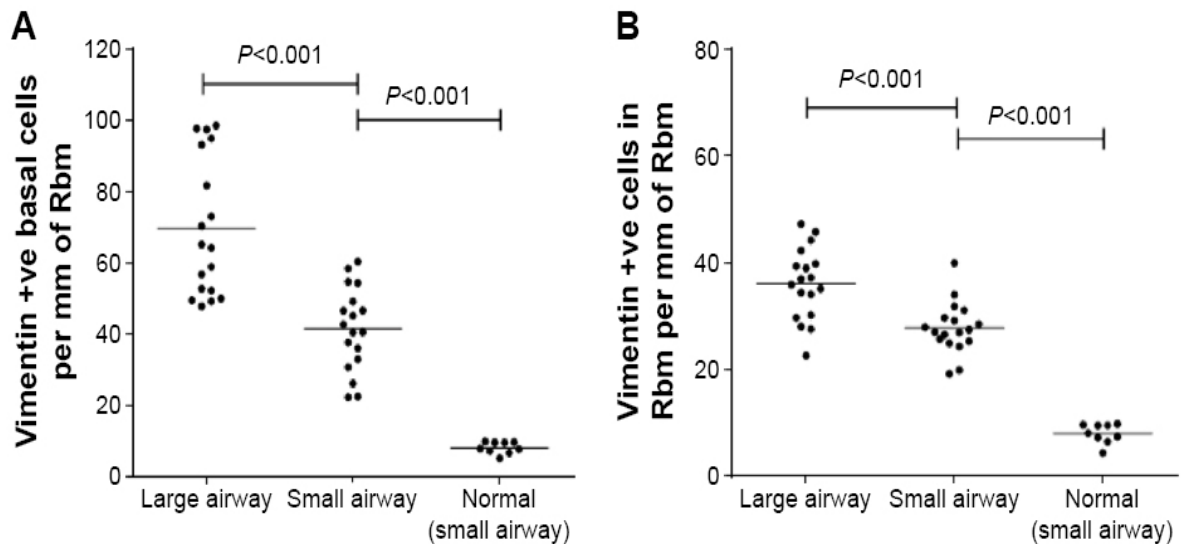 A
Vimentin +ve basal cells
per mm of Rbm
120
100
80
60
40
20
0
P<0.001
P<0.001
Large airway
Small airway
Normal
(small airway)
B
Vimentin +ve cells in
Rbm per mm of Rbm
80
60
40
20
0
P<0.001
P<0.001
Large airway
Small airway
Normal
(small airway)